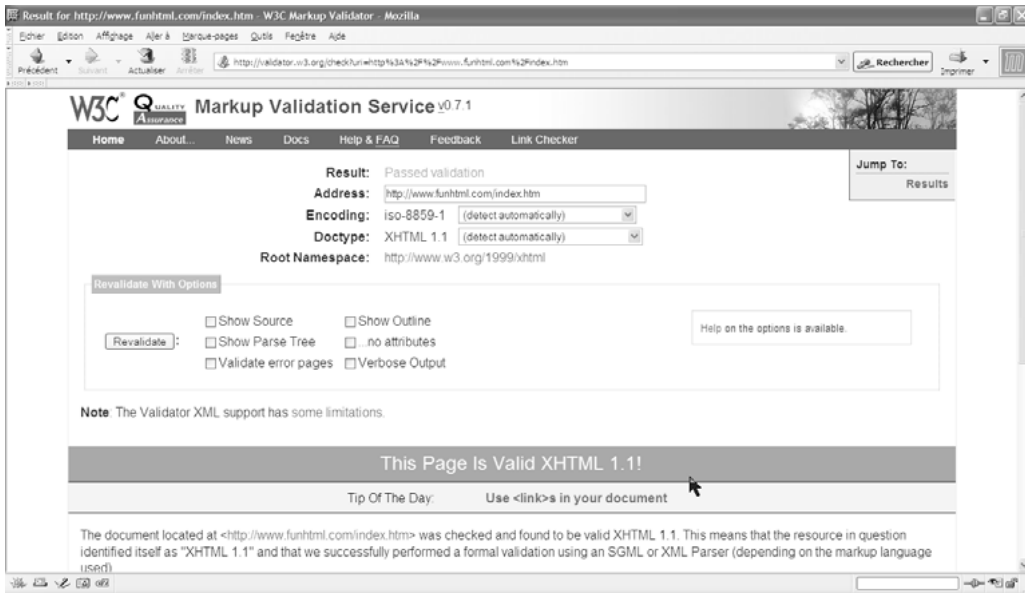 Result for http://www.funhtml.com/index.htm - W3C Markup Validator - Mozilla
Fichier Edition Affichage Aller à Marque-pages Outils Fenêtre Aide
http://validator.w3.org/check?uri=http%3A%2F%2Fwww.funhtml.com%2Findex.htm Rechercher
Précédent Suivant Actualiser Arrêter Imprimer
W3C® QUALITY Assurance Markup Validation Service v0.7.1
Home About... News Docs Help & FAQ Feedback Link Checker
Jump To:
Results
Result: Passed validation
Address: http://www.funhtml.com/index.htm
Encoding: iso-8859-1 (detect automatically)
Doctype: XHTML 1.1 (detect automatically)
Root Namespace: http://www.w3.org/1999/xhtml
Revalidate With Options
Show Source Show Outline
Revalidate : Show Parse Tree ...no attributes Help on the options is available.
Validate error pages Verbose Output
Note: The Validator XML support has some limitations.
This Page Is Valid XHTML 1.1!
Tip Of The Day: Use <link>s in your document
The document located at <http://www.funhtml.com/index.htm> was checked and found to be valid XHTML 1.1. This means that the resource in question
identified itself as "XHTML 1.1" and that we successfully performed a formal validation using an SGML or XML Parser (depending on the markup language
used).